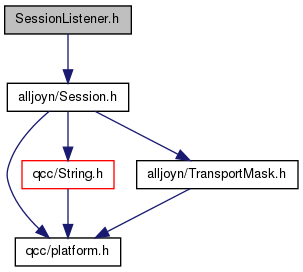 SessionListener.h
alljoyn/Session.h
qcc/String.h
alljoyn/TransportMask.h
qcc/platform.h